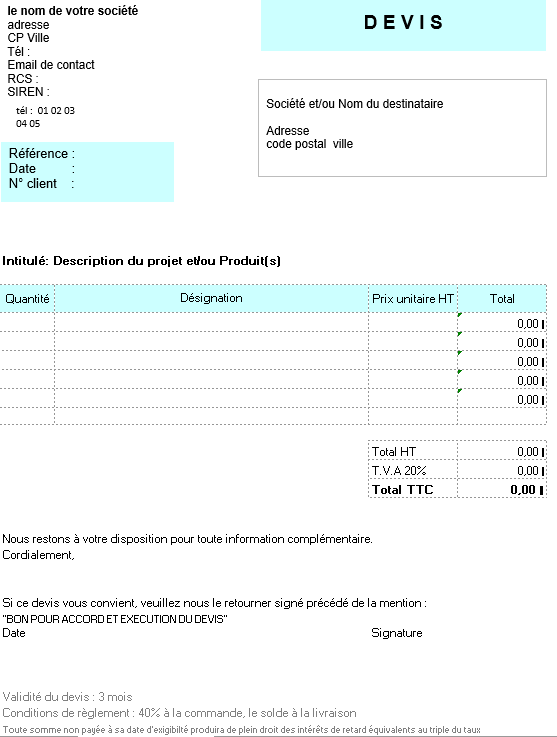 le nom de votre société
adresse
CP Ville
Tél :
Email de contact
RCS :
SIREN :
tél : 01 02 03
04 05
DEVIS
Société et/ou Nom du destinataire
Adresse
code postal ville
Référence :
Date :
N° client :
Intitulé: Description du projet et/ou Produit(s)
Quantité Désignation Prix unitaire HT Total
0,00
0,00
0,00
0,00
0,00
Total HT 0,00
T.V.A 20% 0,00
Total TTC 0,00
Nous restons à votre disposition pour toute information complémentaire.
Cordialement,
Si ce devis vous convient, veuillez nous le retourner signé précédé de la mention :
"BON POUR ACCORD ET EXECUTION DU DEVIS"
Date Signature
Validité du devis : 3 mois
Conditions de règlement : 40% à la commande, le solde à la livraison
Toute somme non payée à sa date d'exigibilté produira de plein droit des intérêts de retard équivalents au triple du taux